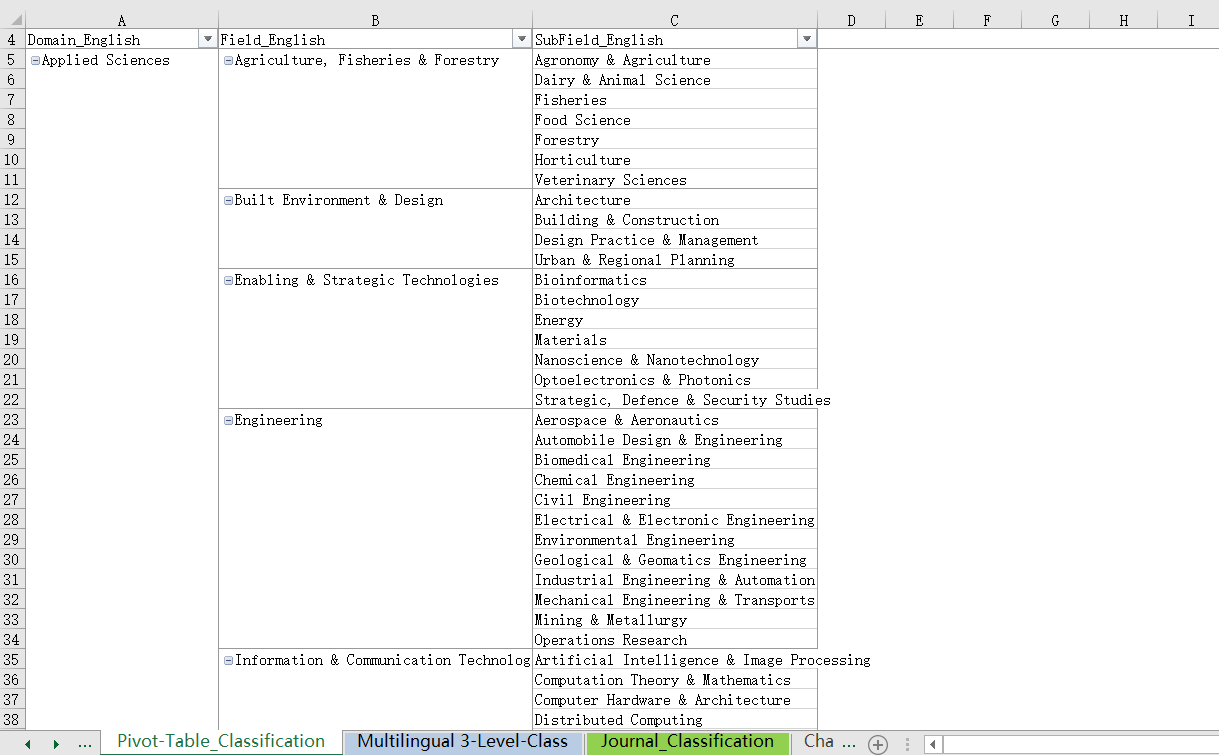 A B C D E F G H I
4 Domain_English Field_English SubField_English
5 Applied Sciences Agriculture, Fisheries & Forestry Agronomy & Agriculture
6 Dairy & Animal Science
7 Fisheries
8 Food Science
9 Forestry
10 Horticulture
11 Veterinary Sciences
12 Built Environment & Design Architecture
13 Building & Construction
14 Design Practice & Management
15 Urban & Regional Planning
16 Enabling & Strategic Technologies Bioinformatics
17 Biotechnology
18 Energy
19 Materials
20 Nanoscience & Nanotechnology
21 Optoelectronics & Photonics
22 Strategic, Defence & Security Studies
23 Engineering Aerospace & Aeronautics
24 Automobile Design & Engineering
25 Biomedical Engineering
26 Chemical Engineering
27 Civil Engineering
28 Electrical & Electronic Engineering
29 Environmental Engineering
30 Geological & Geomatics Engineering
31 Industrial Engineering & Automation
32 Mechanical Engineering & Transports
33 Mining & Metallurgy
34 Operations Research
35 Information & Communication Technolog Artificial Intelligence & Image Processing
36 Computation Theory & Mathematics
37 Computer Hardware & Architecture
38 Distributed Computing
... Pivot-Table_Classification Multilingual 3-Level-Class Journal_Classification Cha ...